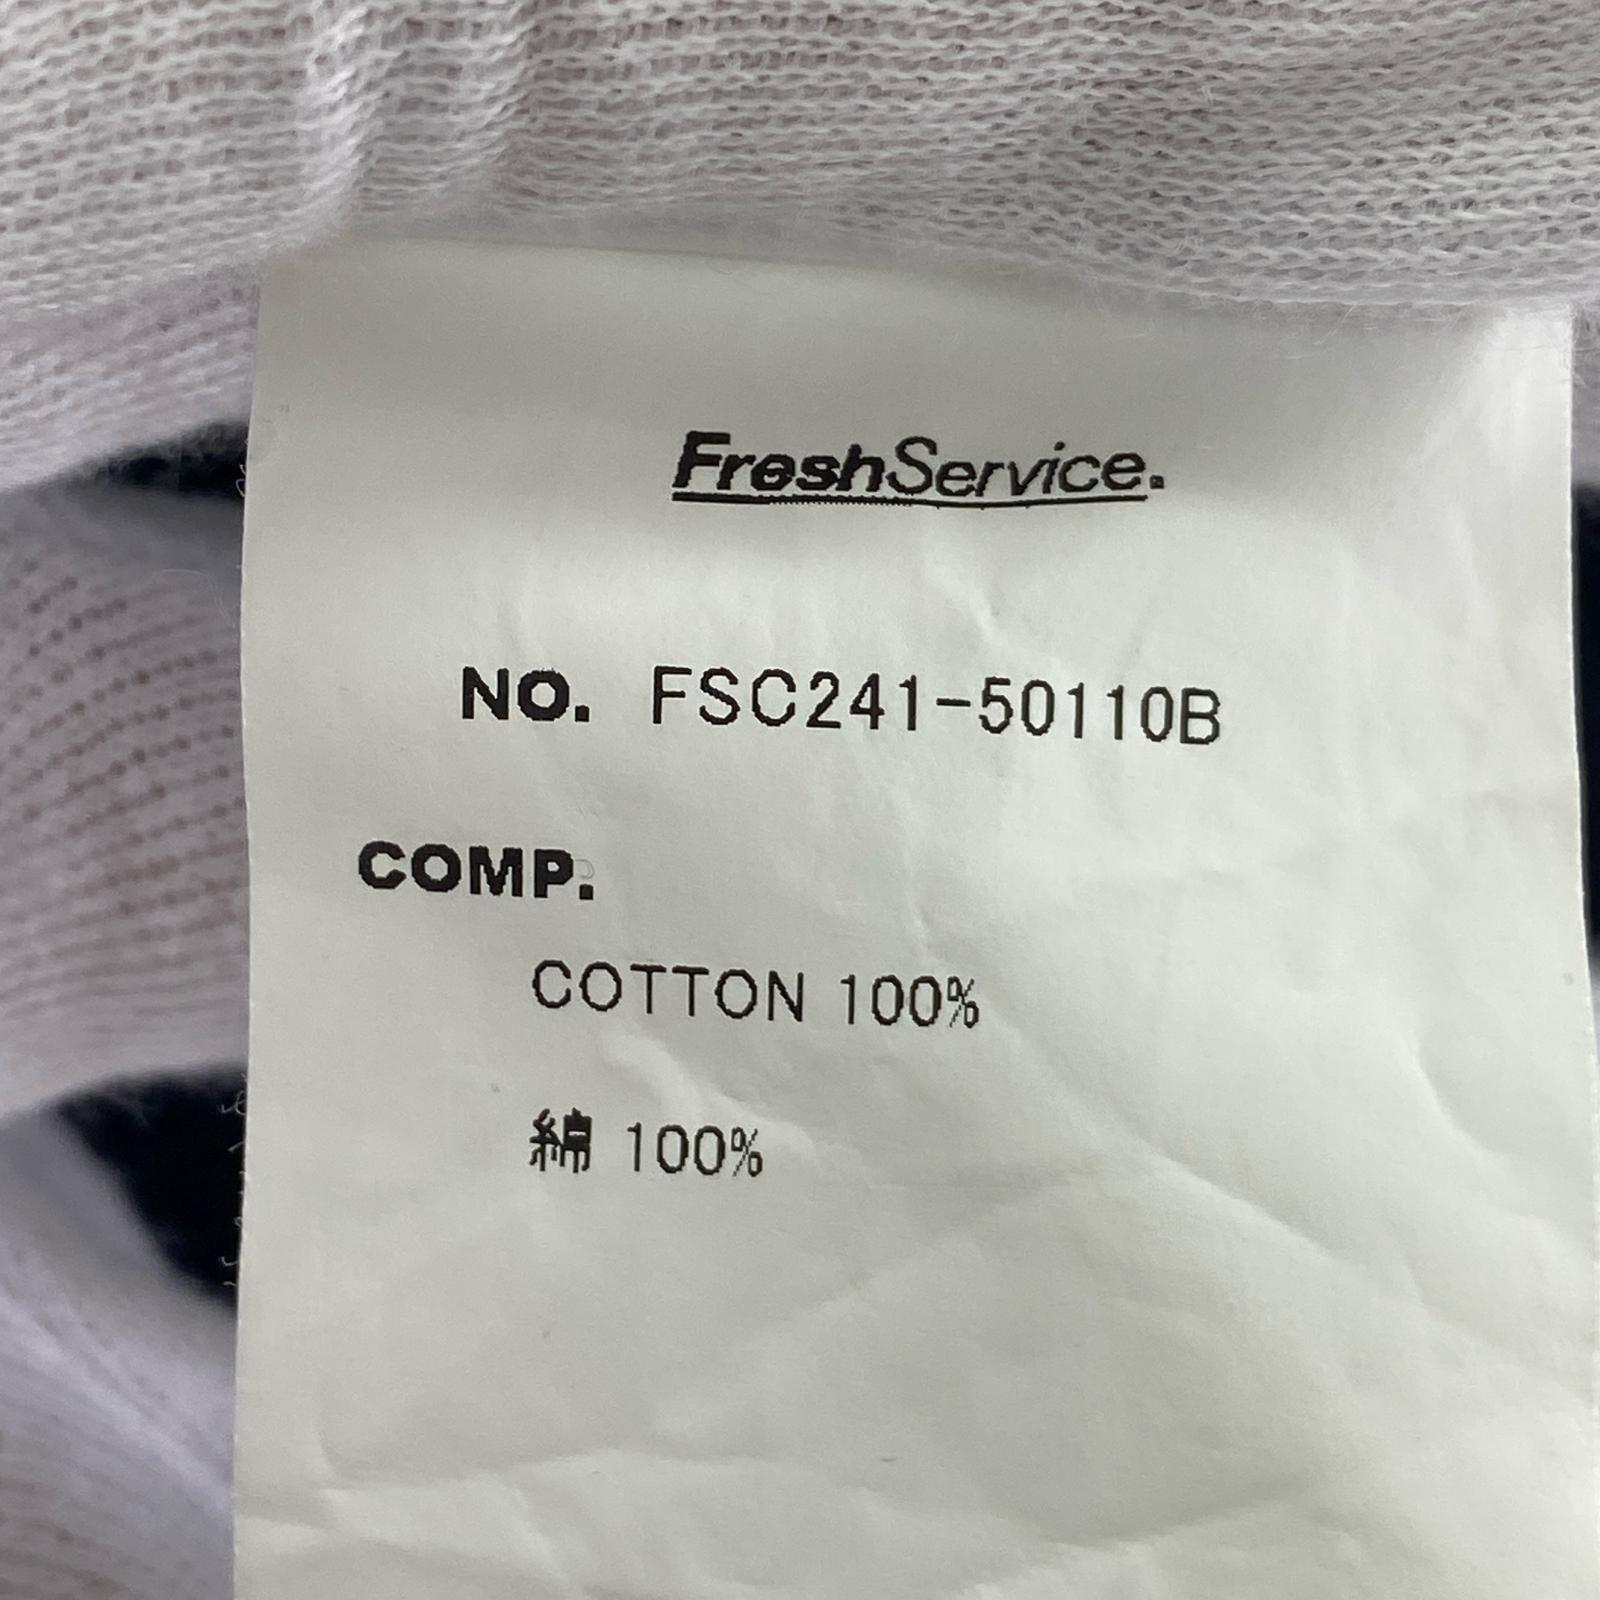 FreshService.
NO. FSC241-50110B
COMP.
COTTON 100%
綿 100%